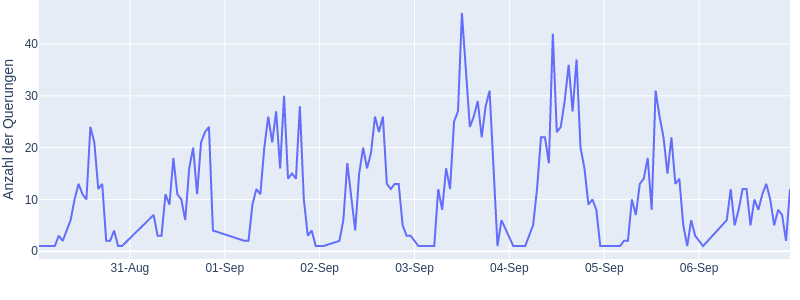 Anzahl der Querungen
40
30
20
10
0
31-Aug
01-Sep
02-Sep
03-Sep
04-Sep
05-Sep
06-Sep